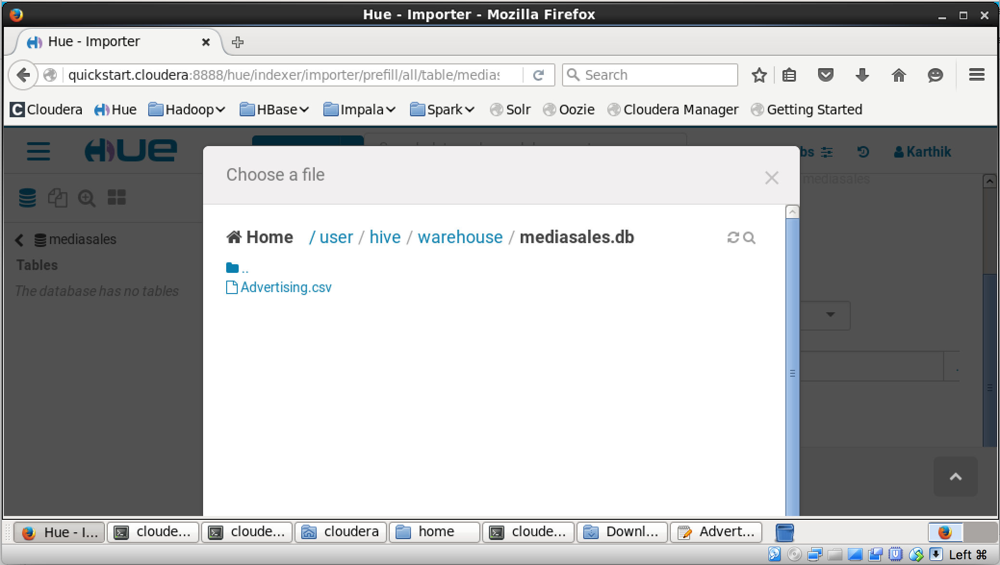 Hue - Importer - Mozilla Firefox
Hue - Importer
quickstart.cloudera:8888/hue/indexer/importer/prefill/all/table/medias
Search
Cloudera Hue Hadoop HBase Impala Spark Solr Oozie Cloudera Manager Getting Started
HUE
bs
Karthik
Choose a file
mediasales
mediasales
Home / user / hive / warehouse / mediasales.db
Tables
..
The database has no tables
Advertising.csv
Hue - I... cloude... cloude... cloudera home cloude... Downl... Advert...
Left ⌘